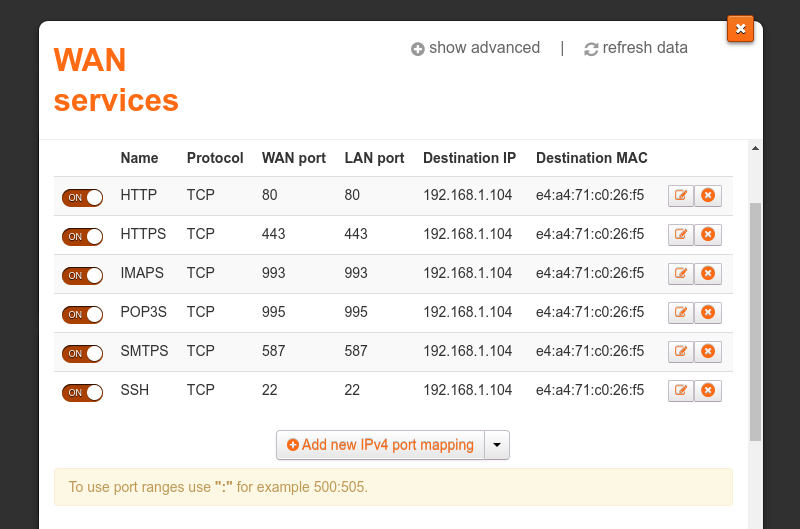 WAN
services
show advanced | refresh data
Name Protocol WAN port LAN port Destination IP Destination MAC
ON HTTP TCP 80 80 192.168.1.104 e4:a4:71:c0:26:f5
ON HTTPS TCP 443 443 192.168.1.104 e4:a4:71:c0:26:f5
ON IMAPS TCP 993 993 192.168.1.104 e4:a4:71:c0:26:f5
ON POP3S TCP 995 995 192.168.1.104 e4:a4:71:c0:26:f5
ON SMTPS TCP 587 587 192.168.1.104 e4:a4:71:c0:26:f5
ON SSH TCP 22 22 192.168.1.104 e4:a4:71:c0:26:f5
Add new IPv4 port mapping
To use port ranges use ":" for example 500:505.